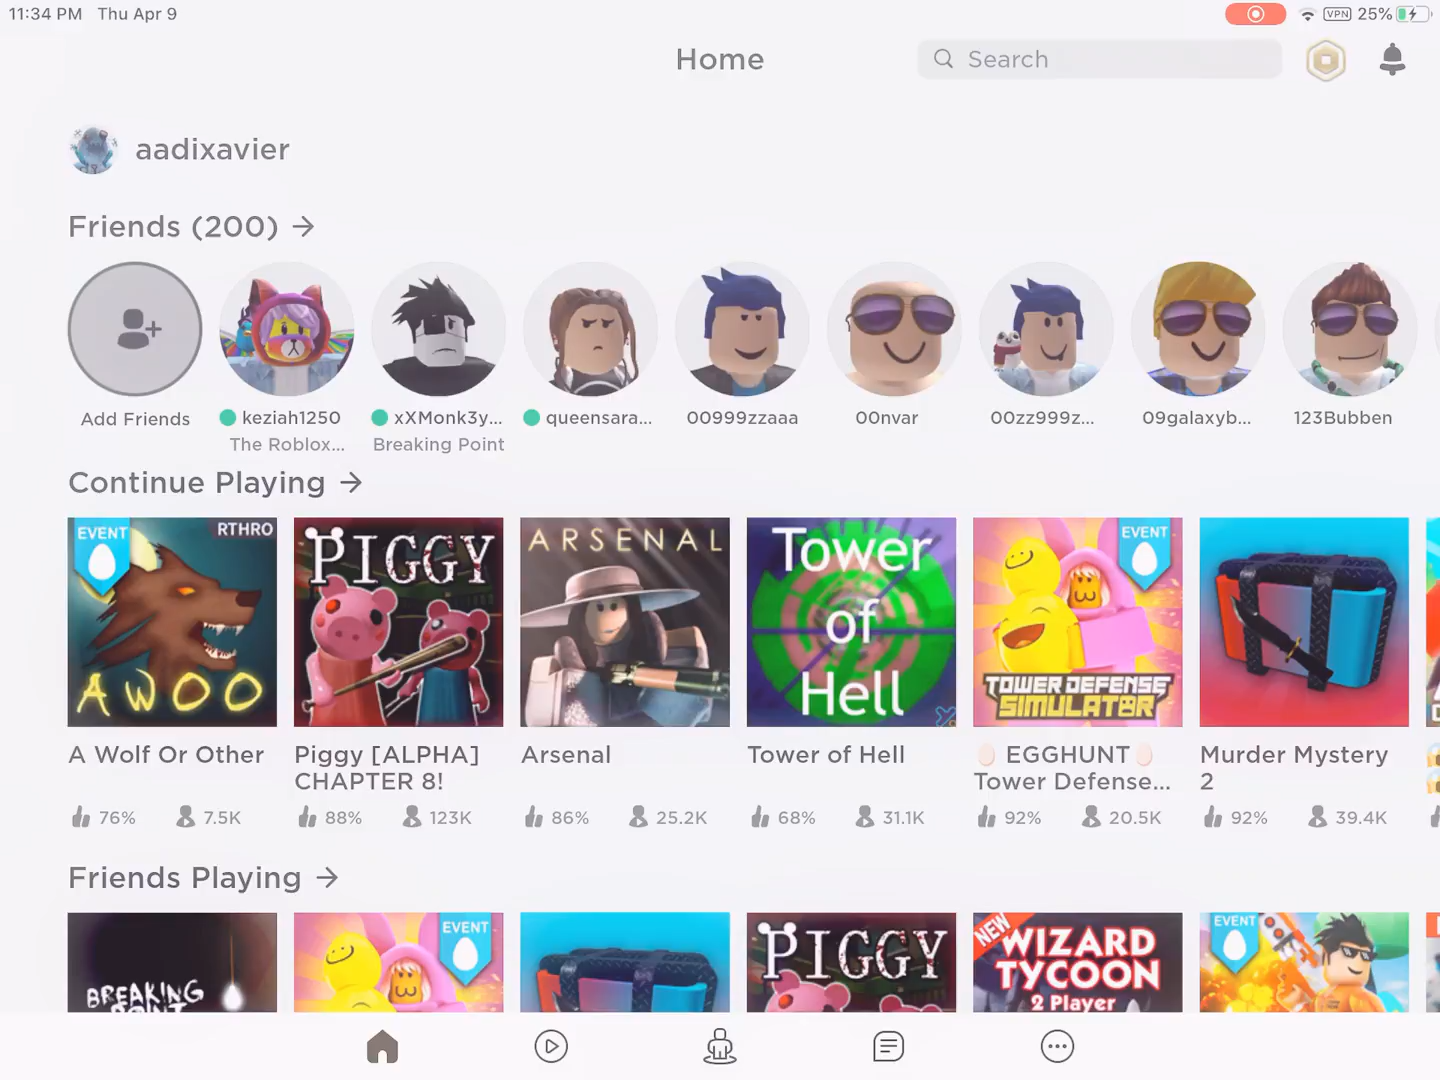 11:34 PM Thu Apr 9
VPN 25%
Home
Search
aadixavier
Friends (200)
Add Friends
keziah1250
xXMonk3y...
queensara...
00999zzaaa
00nvar
00zz999z...
09galaxyb...
123Bubben
The Roblox...
Breaking Point
Continue Playing
EVENT RTHRO
AWOO
PIGGY
ARSENAL
Tower
of
Hell
EVENT
TOWER DEFENSE
SIMULATOR
A Wolf Or Other
Piggy [ALPHA]
CHAPTER 8!
Arsenal
Tower of Hell
EGGHUNT
Tower Defense...
Murder Mystery
2
76% 7.5K
88% 123K
86% 25.2K
68% 31.1K
92% 20.5K
92% 39.4K
Friends Playing
BREAKING
POINT
EVENT
PIGGY
NEW
WIZARD
TYCOON
2 Player
EVENT